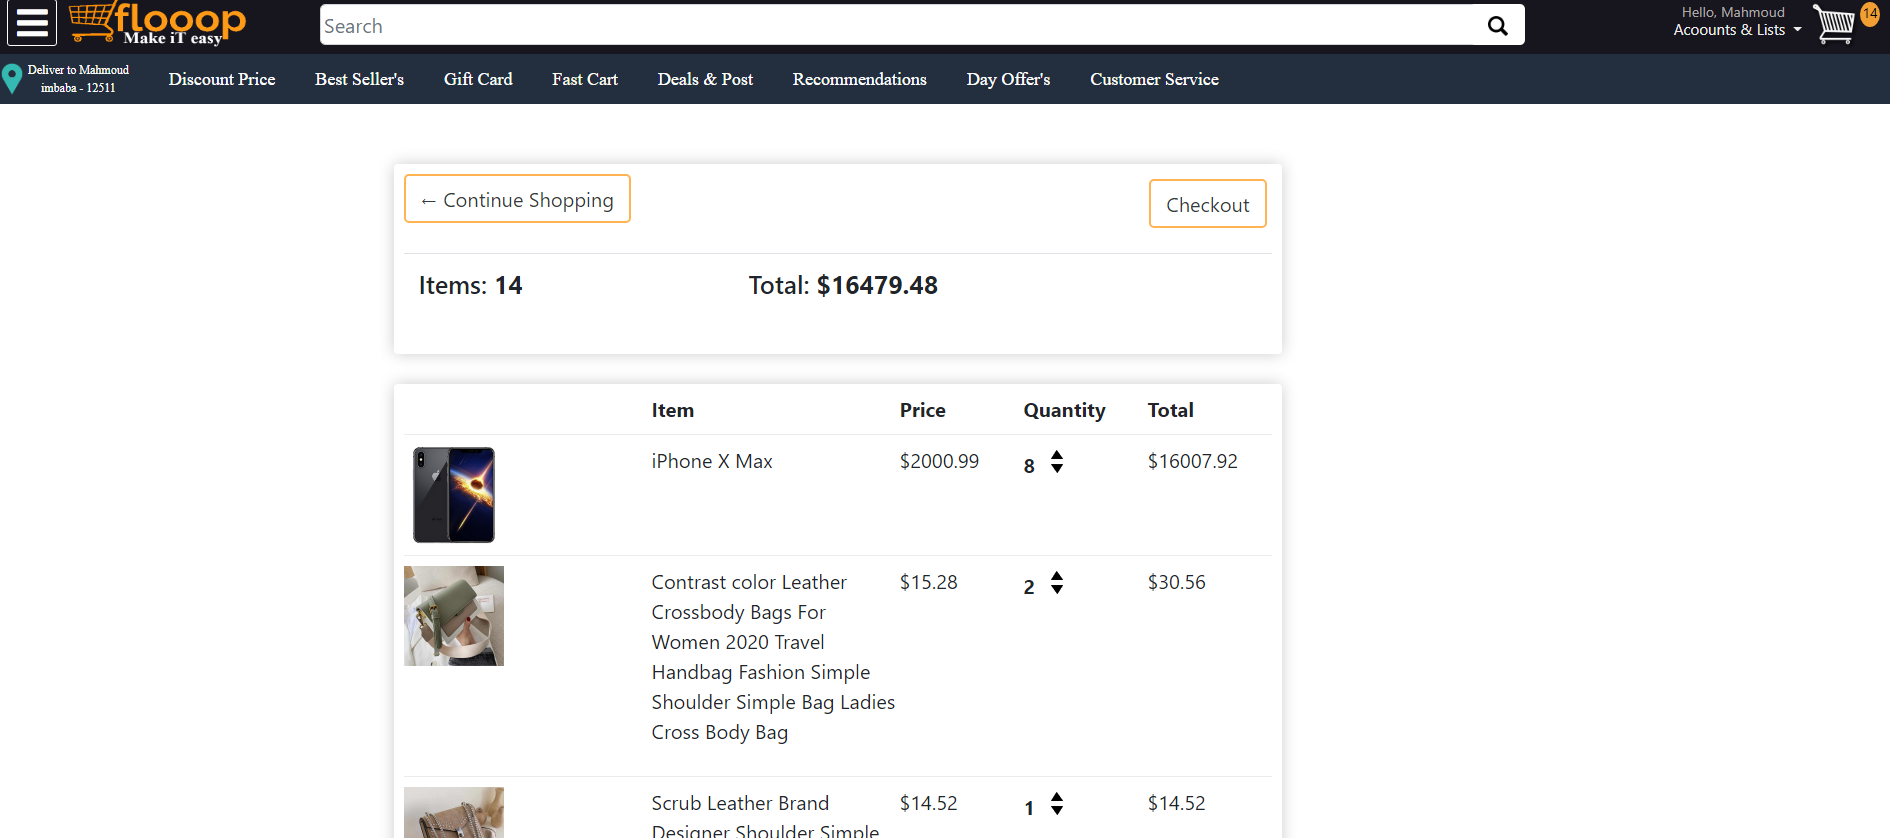 flooop
Make iT easy
Search
Hello, Mahmoud
Acoounts & Lists
14
Deliver to Mahmoud
imbaba - 12511
Discount Price
Best Seller's
Gift Card
Fast Cart
Deals & Post
Recommendations
Day Offer's
Customer Service
← Continue Shopping
Checkout
Items: 14
Total: $16479.48
Item Price Quantity Total
iPhone X Max $2000.99 8 $16007.92
Contrast color Leather $15.28 2 $30.56
Crossbody Bags For
Women 2020 Travel
Handbag Fashion Simple
Shoulder Simple Bag Ladies
Cross Body Bag
Scrub Leather Brand $14.52 1 $14.52
Designer Shoulder Simple